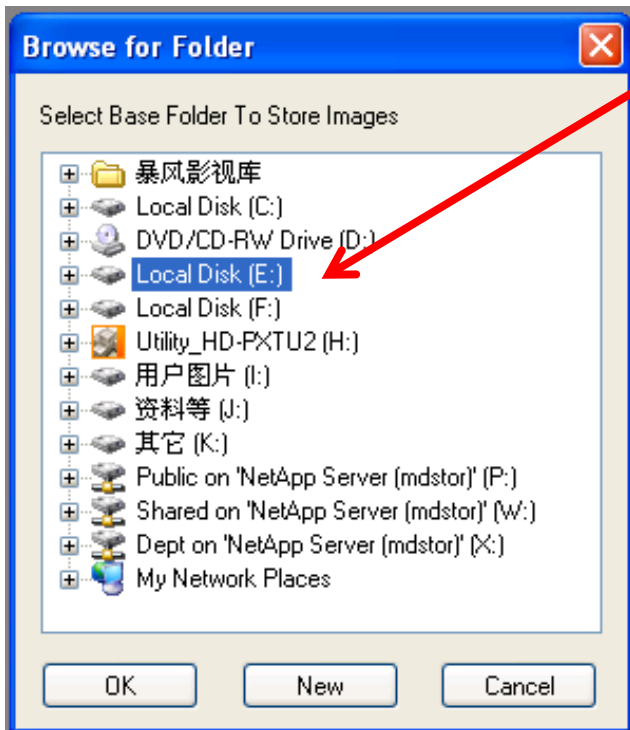 Browse for Folder
Select Base Folder To Store Images
暴风影视库
Local Disk (C:)
DVD/CD-RW Drive (D:)
Local Disk (E:)
Local Disk (F:)
Utility_HD-PXTU2 (H:)
用户图片 (I:)
资料等 (J:)
其它 (K:)
Public on 'NetApp Server (mdstor)' (P:)
Shared on 'NetApp Server (mdstor)' (W:)
Dept on 'NetApp Server (mdstor)' (X:)
My Network Places
OK New Cancel